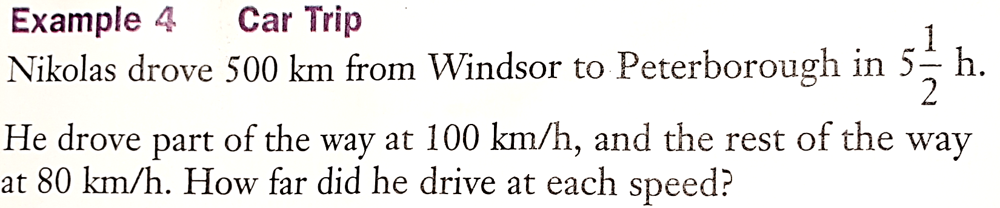 Example 4 Car Trip
Nikolas drove 500 km from Windsor to Peterborough in 5 1/2 h.
He drove part of the way at 100 km/h, and the rest of the way
at 80 km/h. How far did he drive at each speed?